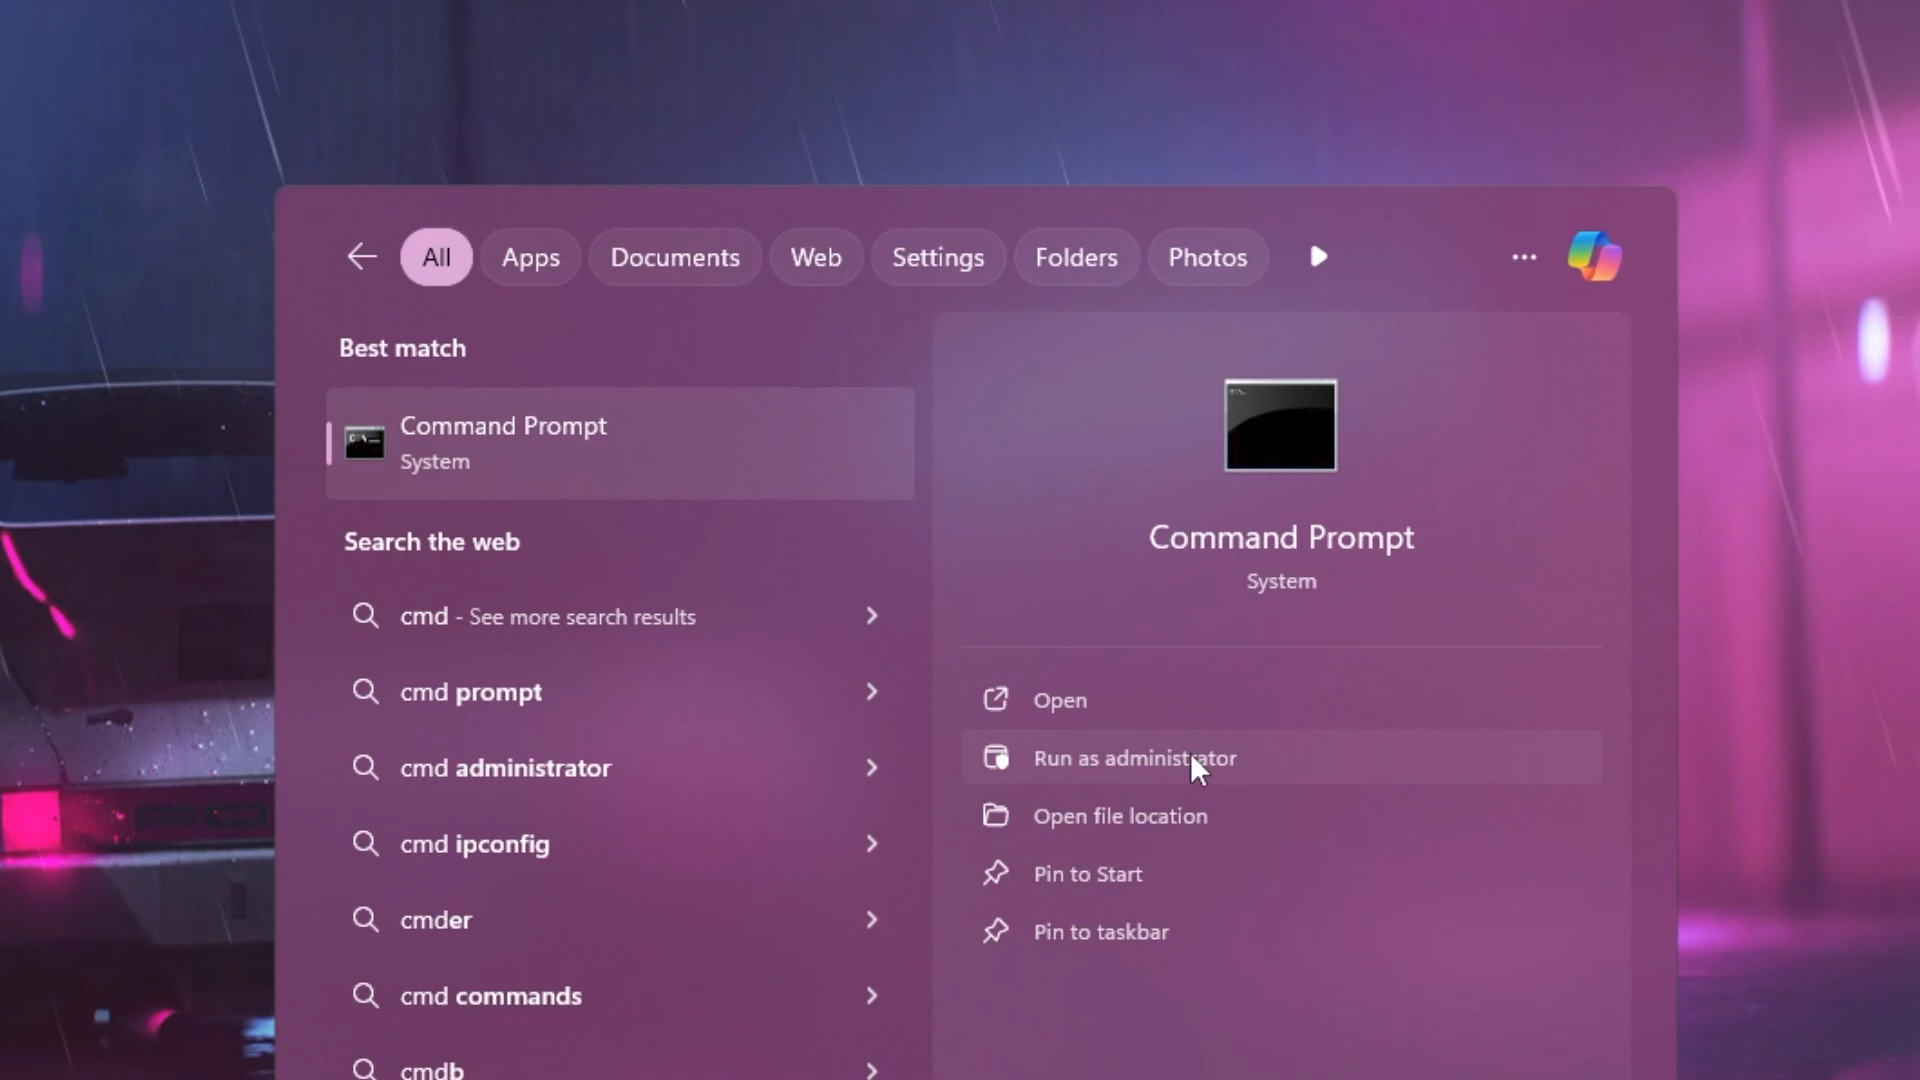 All
Apps
Documents
Web
Settings
Folders
Photos
Best match
Command Prompt
System
Search the web
cmd - See more search results
cmd prompt
cmd administrator
cmd ipconfig
cmder
cmd commands
cmdb
Command Prompt
System
Open
Run as administrator
Open file location
Pin to Start
Pin to taskbar